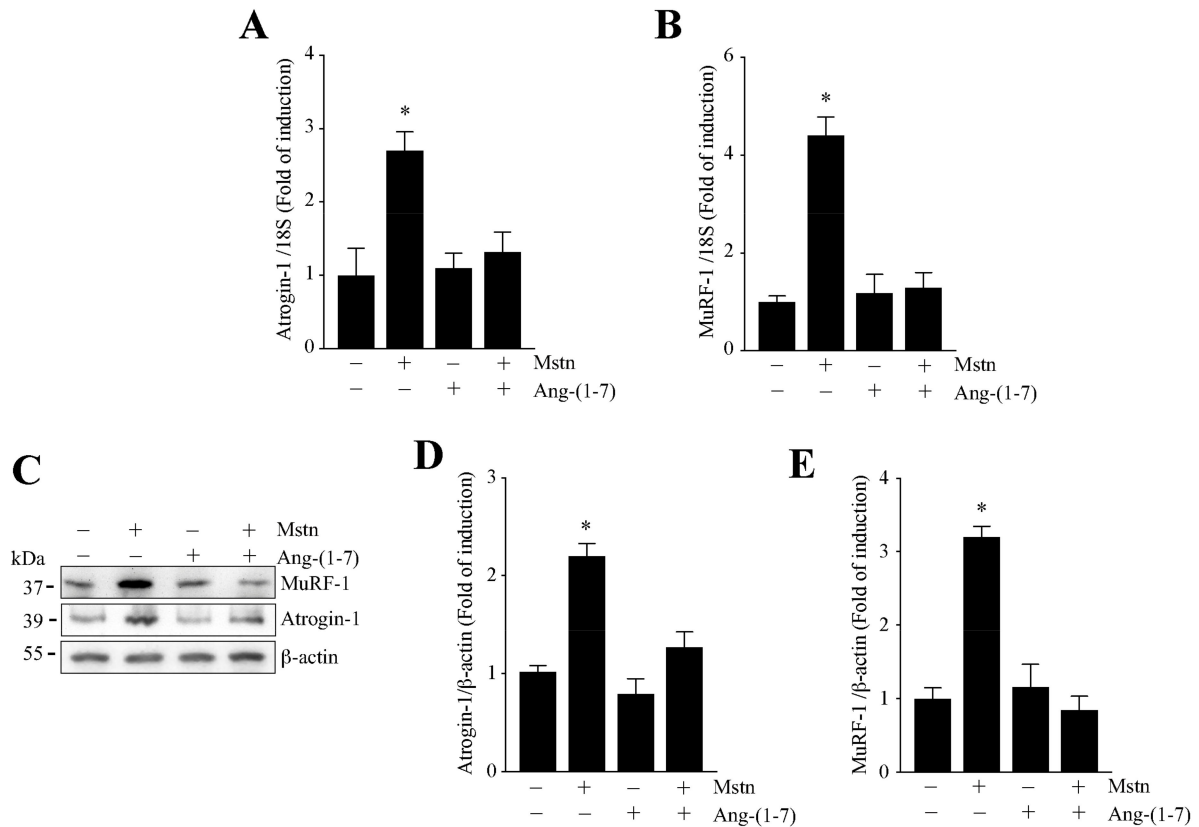 A
Atrogin-1 /18S (Fold of induction)
4
3
2
1
0
*
– + – + Mstn
– – + + Ang-(1-7)
B
MuRF-1 /18S (Fold of induction)
6
4
2
0
*
– + – + Mstn
– – + + Ang-(1-7)
C
– + – + Mstn
kDa – – + + Ang-(1-7)
37 – MuRF-1
39 – Atrogin-1
55 – β-actin
D
Atrogin-1/β-actin (Fold of induction)
3
2
1
0
*
– + – + Mstn
– – + + Ang-(1-7)
E
MuRF-1 /β-actin (Fold of induction)
4
3
2
1
0
*
– + – + Mstn
– – + + Ang-(1-7)